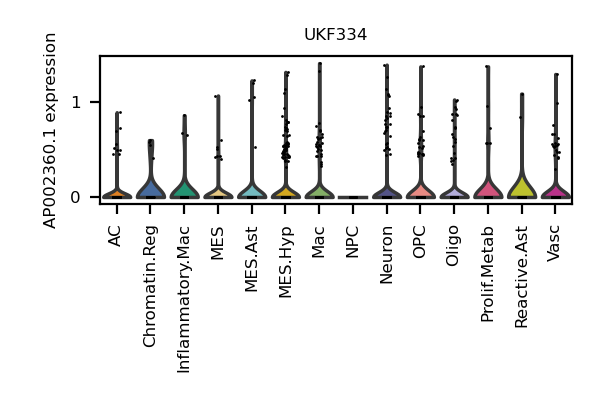 UKF334
AP002360.1 expression
1
0
AC
Chromatin.Reg
Inflammatory.Mac
MES
MES.Ast
MES.Hyp
Mac
NPC
Neuron
OPC
Oligo
Prolif.Metab
Reactive.Ast
Vasc